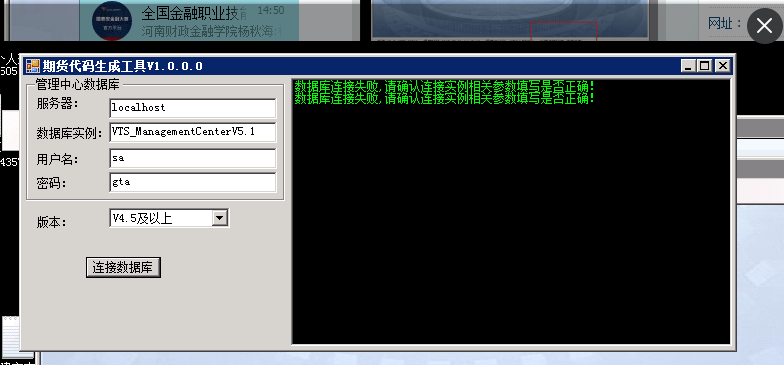 全国金融职业技能
14:50
河南财政金融学院杨秋海:
网址:
期货代码生成工具V1.0.0.0
管理中心数据库
服务器: localhost
数据库实例: VTS_ManagementCenterV5.1
用户名: sa
密码: gta
版本: V4.5及以上
连接数据库
数据库连接失败,请确认连接实例相关参数填写是否正确!
数据库连接失败,请确认连接实例相关参数填写是否正确!
505
4357